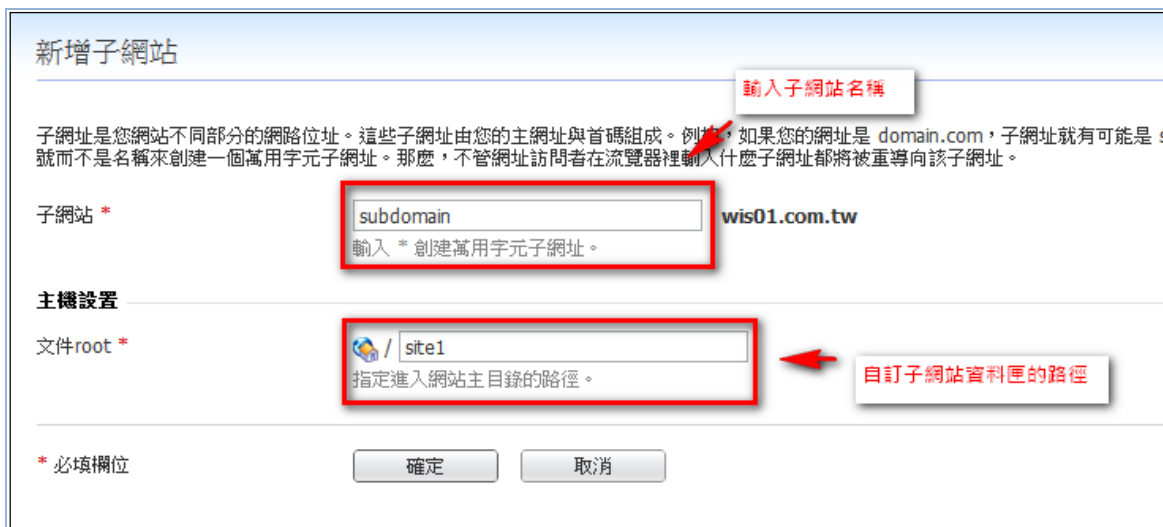 新增子網站
輸入子網站名稱
子網址是您網站不同部分的網路位址。這些子網址由您的主網址與首碼組成。例如，如果您的網址是 domain.com，子網址就有可能是 s
號而不是名稱來創建一個萬用字元子網址。那麼，不管網址訪問者在流覽器裡輸入什麼子網址都將被重導向該子網址。
子網站 * subdomain wis01.com.tw
輸入 * 創建萬用字元子網址。
主機設置
文件root * / site1
指定進入網站主目錄的路徑。
自訂子網站資料匣的路徑
* 必填欄位 確定 取消